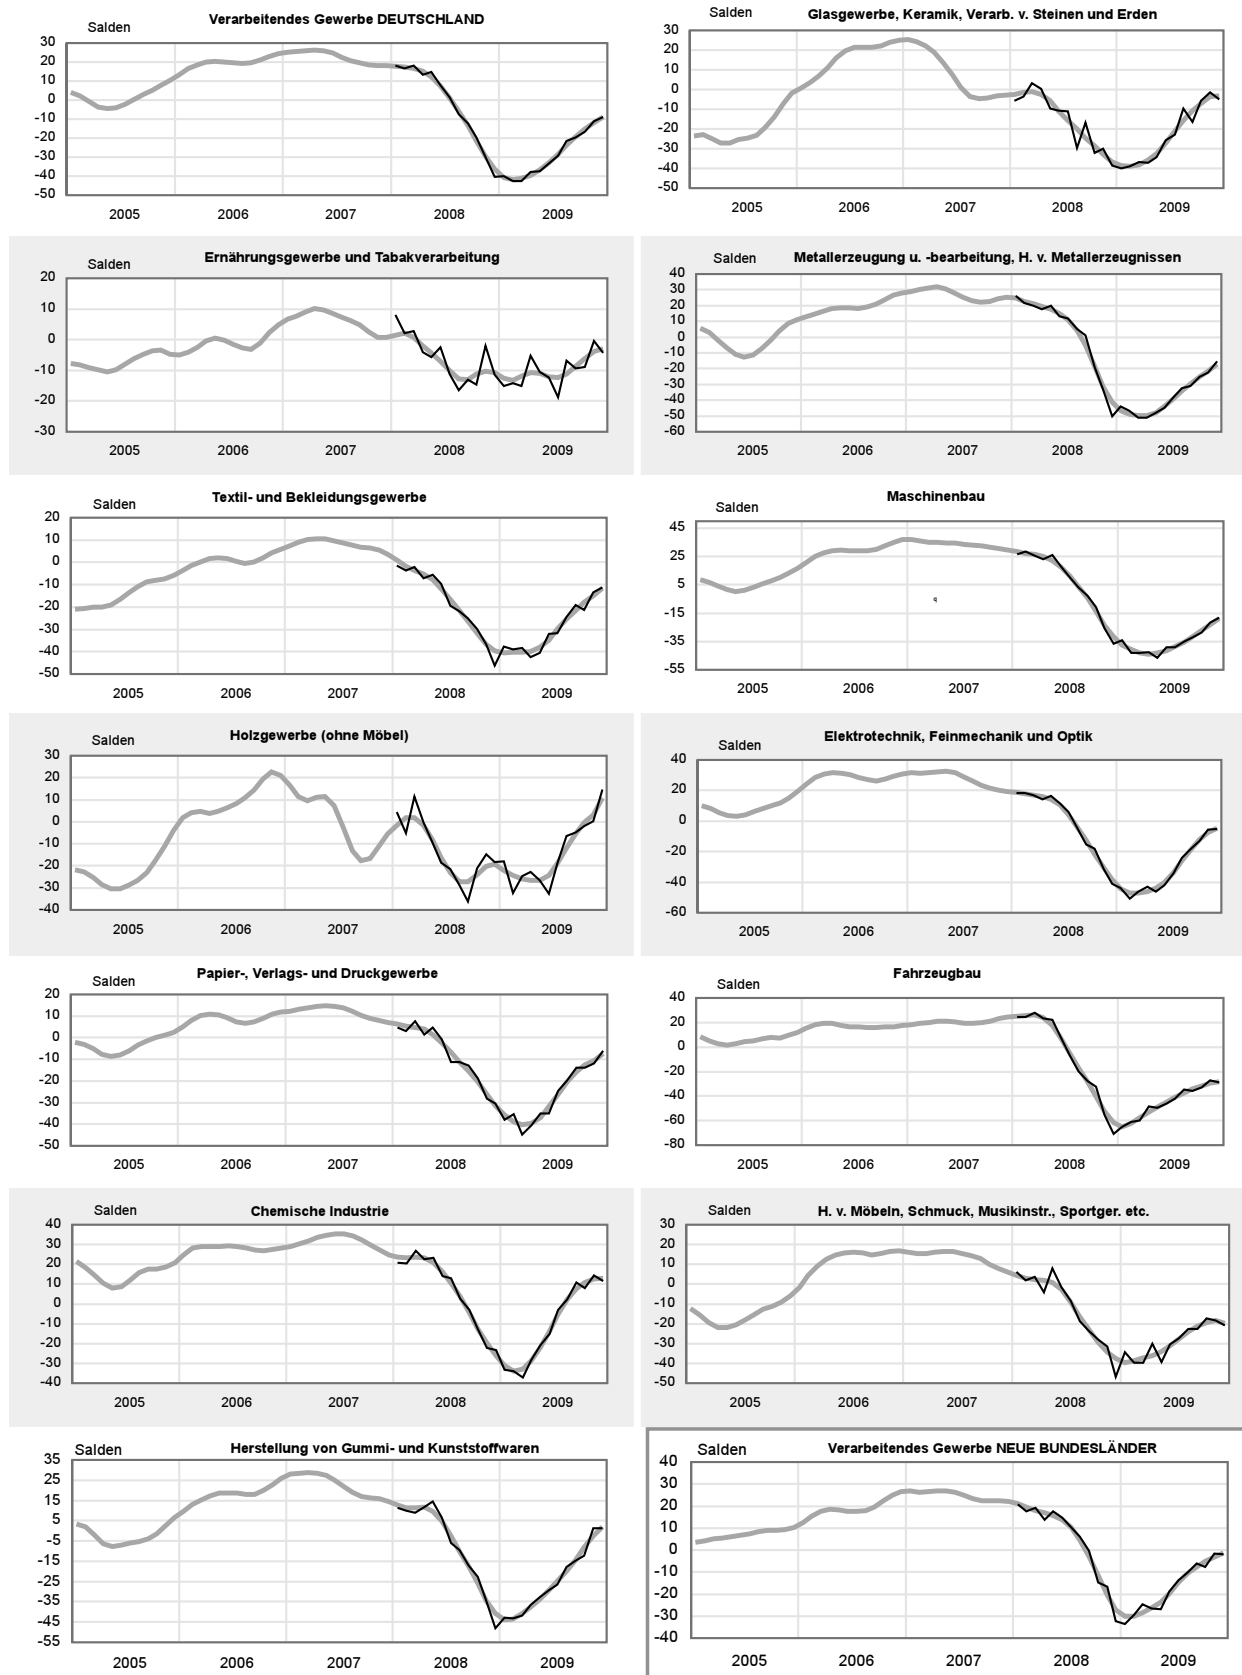 Verarbeitendes Gewerbe DEUTSCHLAND
Salden
30
20
10
0
-10
-20
-30
-40
-50
2005 2006 2007 2008 2009
Glasgewerbe, Keramik, Verarb. v. Steinen und Erden
Salden
30
20
10
0
-10
-20
-30
-40
-50
2005 2006 2007 2008 2009
Ernährungsgewerbe und Tabakverarbeitung
Salden
20
10
0
-10
-20
-30
2005 2006 2007 2008 2009
Metallerzeugung u. -bearbeitung, H. v. Metallerzeugnissen
Salden
40
30
20
10
0
-10
-20
-30
-40
-50
-60
2005 2006 2007 2008 2009
Textil- und Bekleidungsgewerbe
Salden
20
10
0
-10
-20
-30
-40
-50
2005 2006 2007 2008 2009
Maschinenbau
Salden
45
25
5
-15
-35
-55
2005 2006 2007 2008 2009
Holzgewerbe (ohne Möbel)
Salden
30
20
10
0
-10
-20
-30
-40
2005 2006 2007 2008 2009
Elektrotechnik, Feinmechanik und Optik
Salden
40
20
0
-20
-40
-60
2005 2006 2007 2008 2009
Papier-, Verlags- und Druckgewerbe
Salden
20
10
0
-10
-20
-30
-40
-50
2005 2006 2007 2008 2009
Fahrzeugbau
Salden
40
20
0
-20
-40
-60
-80
2005 2006 2007 2008 2009
Chemische Industrie
Salden
40
30
20
10
0
-10
-20
-30
-40
2005 2006 2007 2008 2009
H. v. Möbeln, Schmuck, Musikinstr., Sportger. etc.
Salden
30
20
10
0
-10
-20
-30
-40
-50
2005 2006 2007 2008 2009
Herstellung von Gummi- und Kunststoffwaren
Salden
35
25
15
5
-5
-15
-25
-35
-45
-55
2005 2006 2007 2008 2009
Verarbeitendes Gewerbe NEUE BUNDESLÄNDER
Salden
40
30
20
10
0
-10
-20
-30
-40
2005 2006 2007 2008 2009